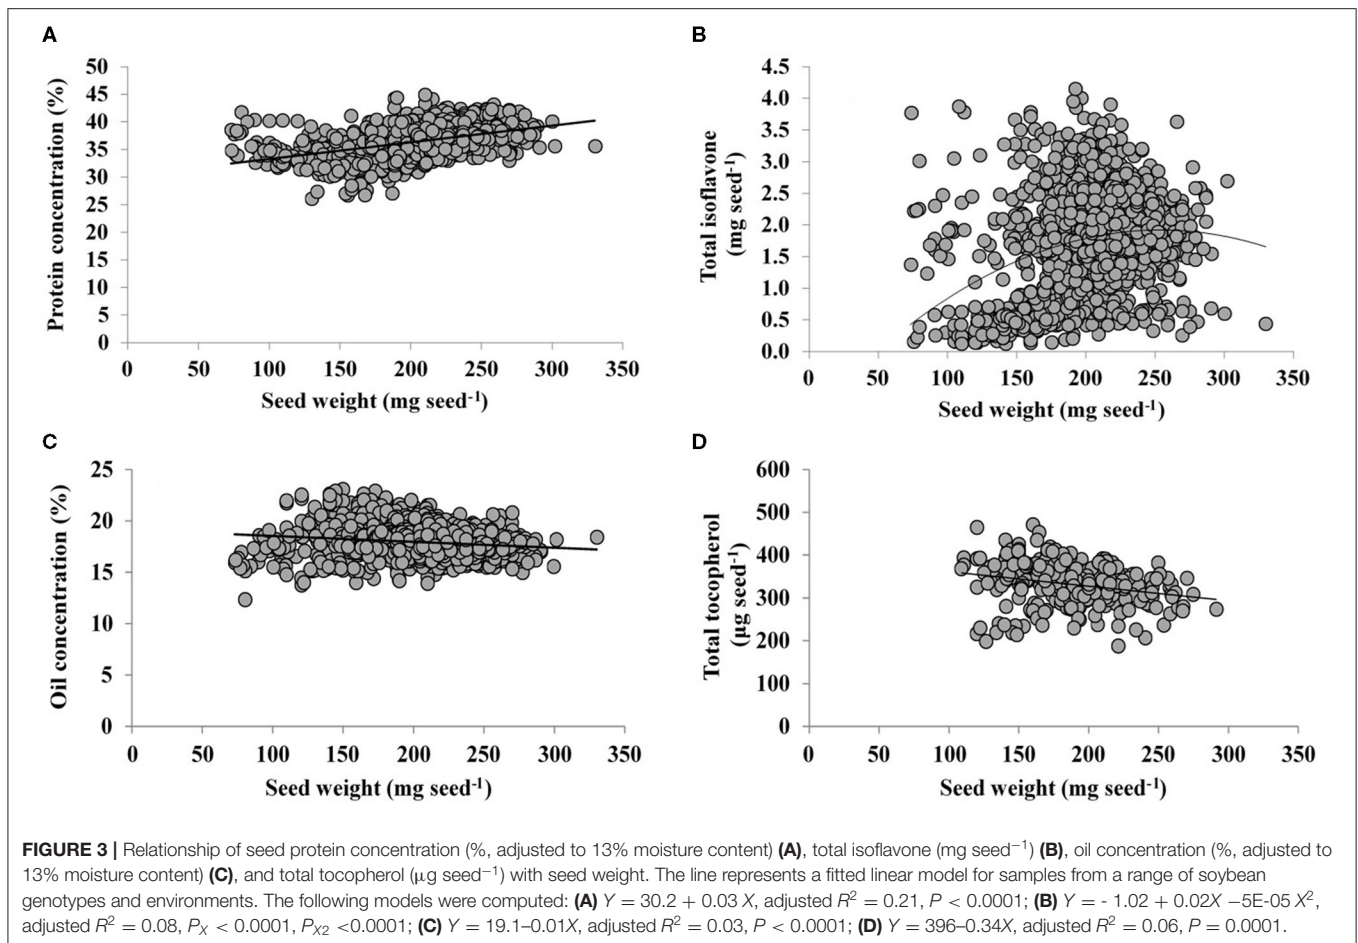 A
50
45
40
35
30
25
20
15
10
5
0
Protein concentration (%)
0 50 100 150 200 250 300 350
Seed weight (mg seed⁻¹)
B
4.5
4.0
3.5
3.0
2.5
2.0
1.5
1.0
0.5
0.0
Total isoflavone
(mg seed⁻¹)
0 50 100 150 200 250 300 350
Seed weight (mg seed⁻¹)
C
25
20
15
10
5
0
Oil concentration (%)
0 50 100 150 200 250 300 350
Seed weight (mg seed⁻¹)
D
600
500
400
300
200
100
0
Total tocopherol
(µg seed⁻¹)
0 50 100 150 200 250 300 350
Seed weight (mg seed⁻¹)
FIGURE 3 | Relationship of seed protein concentration (%, adjusted to 13% moisture content) (A), total isoflavone (mg seed⁻¹) (B), oil concentration (%, adjusted to
13% moisture content) (C), and total tocopherol (µg seed⁻¹) with seed weight. The line represents a fitted linear model for samples from a range of soybean
genotypes and environments. The following models were computed: (A) Y = 30.2 + 0.03 X, adjusted R² = 0.21, P < 0.0001; (B) Y = - 1.02 + 0.02X −5E-05 X²,
adjusted R² = 0.08, Pₓ < 0.0001, Pₓ₂ <0.0001; (C) Y = 19.1–0.01X, adjusted R² = 0.03, P < 0.0001; (D) Y = 396–0.34X, adjusted R² = 0.06, P = 0.0001.